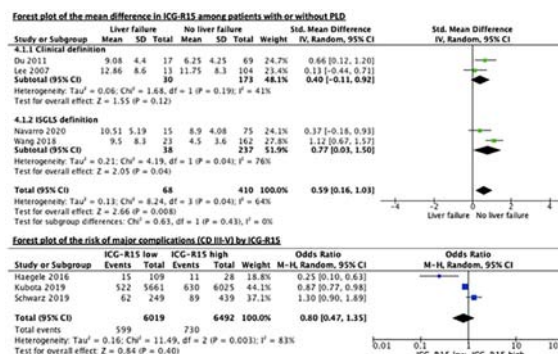 Forest plot of the mean difference in ICG-R15 among patients with or without PLD
Liver failure No liver failure Std. Mean Difference Std. Mean Difference
Study or Subgroup Mean SD Total Mean SD Total Weight IV, Random, 95% CI IV, Random, 95% CI
4.1.1 Clinical definition
Du 2011 9.08 4.4 17 6.25 4.25 69 24.7% 0.66 [0.12, 1.20]
Lee 2007 12.86 8.6 13 11.75 8.3 104 23.4% 0.13 [-0.44, 0.71]
Subtotal (95% CI) 30 173 48.1% 0.40 [-0.11, 0.92]
Heterogeneity: Tau² = 0.06; Chi² = 1.68, df = 1 (P = 0.19); I² = 41%
Test for overall effect: Z = 1.55 (P = 0.12)
4.1.2 ISGLS definition
Navarro 2020 10.51 5.19 15 8.9 4.08 75 24.1% 0.37 [-0.18, 0.93]
Wang 2018 9.5 8.3 23 4.5 3.6 162 27.8% 1.12 [0.67, 1.57]
Subtotal (95% CI) 38 237 51.9% 0.77 [0.03, 1.50]
Heterogeneity: Tau² = 0.21; Chi² = 4.19, df = 1 (P = 0.04); I² = 76%
Test for overall effect: Z = 2.05 (P = 0.04)
Total (95% CI) 68 410 100.0% 0.59 [0.16, 1.03]
Heterogeneity: Tau² = 0.13; Chi² = 8.24, df = 3 (P = 0.04); I² = 64%
Test for overall effect: Z = 2.66 (P = 0.008)
Test for subgroup differences: Chi² = 0.63, df = 1 (P = 0.43), I² = 0%
-4 -2 0 2 4
Liver failure No liver failure
Forest plot of the risk of major complications (CD III-V) by ICG-R15
ICG-R15 low ICG-R15 high Odds Ratio Odds Ratio
Study or Subgroup Events Total Events Total Weight M-H, Random, 95% CI M-H, Random, 95% CI
Haegele 2016 15 109 11 28 18.8% 0.25 [0.10, 0.63]
Kubota 2019 522 5661 630 6025 44.1% 0.87 [0.77, 0.98]
Schwarz 2019 62 249 89 439 37.1% 1.30 [0.90, 1.89]
Total (95% CI) 6019 6492 100.0% 0.80 [0.47, 1.35]
Total events 599 730
Heterogeneity: Tau² = 0.16; Chi² = 11.49, df = 2 (P = 0.003); I² = 83%
Test for overall effect: Z = 0.84 (P = 0.40)
0.01 0.1 1 10 100